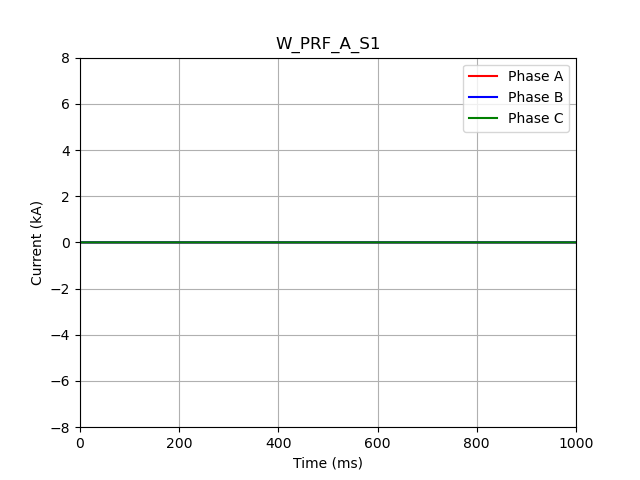 W_PRF_A_S1
Phase A
Phase B
Phase C
8
6
4
2
0
−2
−4
−6
−8
Current (kA)
0 200 400 600 800 1000
Time (ms)